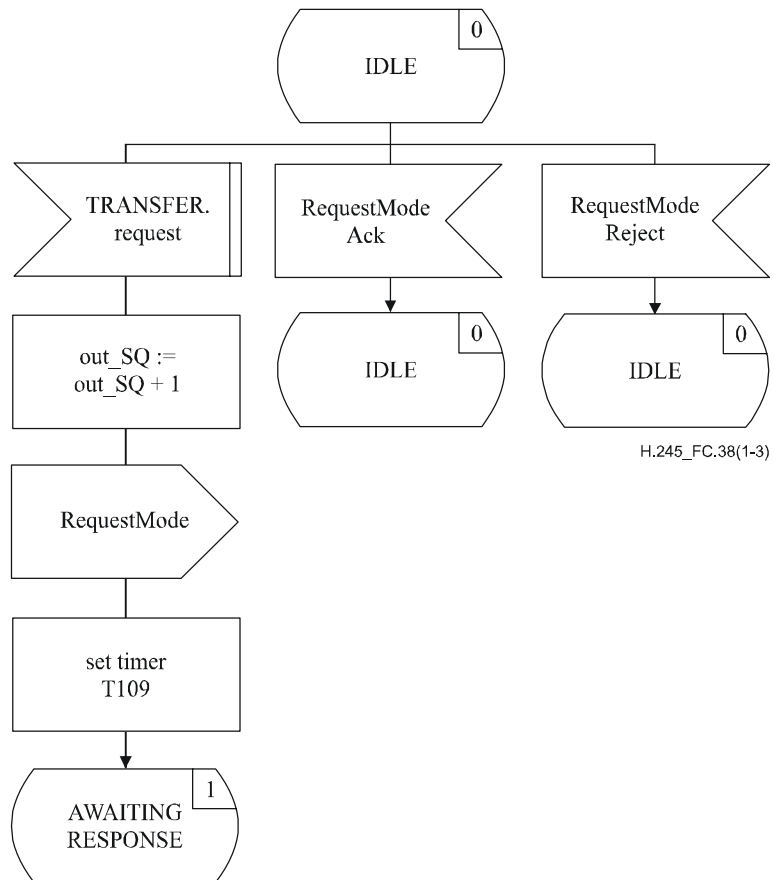 0
IDLE
TRANSFER.
request
RequestMode
Ack
RequestMode
Reject
out_SQ :=
out_SQ + 1
0
IDLE
0
IDLE
H.245_FC.38(1-3)
RequestMode
set timer
T109
1
AWAITING
RESPONSE